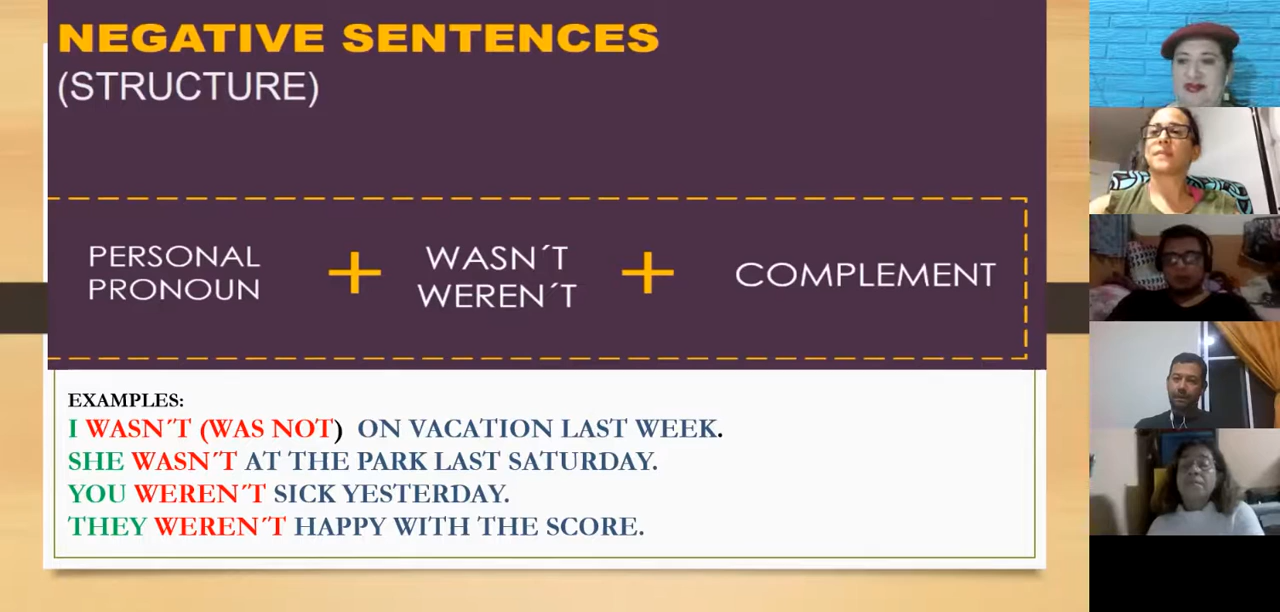 NEGATIVE SENTENCES
(STRUCTURE)
PERSONAL
PRONOUN
+
WASN´T
WEREN´T
+
COMPLEMENT
EXAMPLES:
I WASN´T (WAS NOT) ON VACATION LAST WEEK.
SHE WASN´T AT THE PARK LAST SATURDAY.
YOU WEREN´T SICK YESTERDAY.
THEY WEREN´T HAPPY WITH THE SCORE.